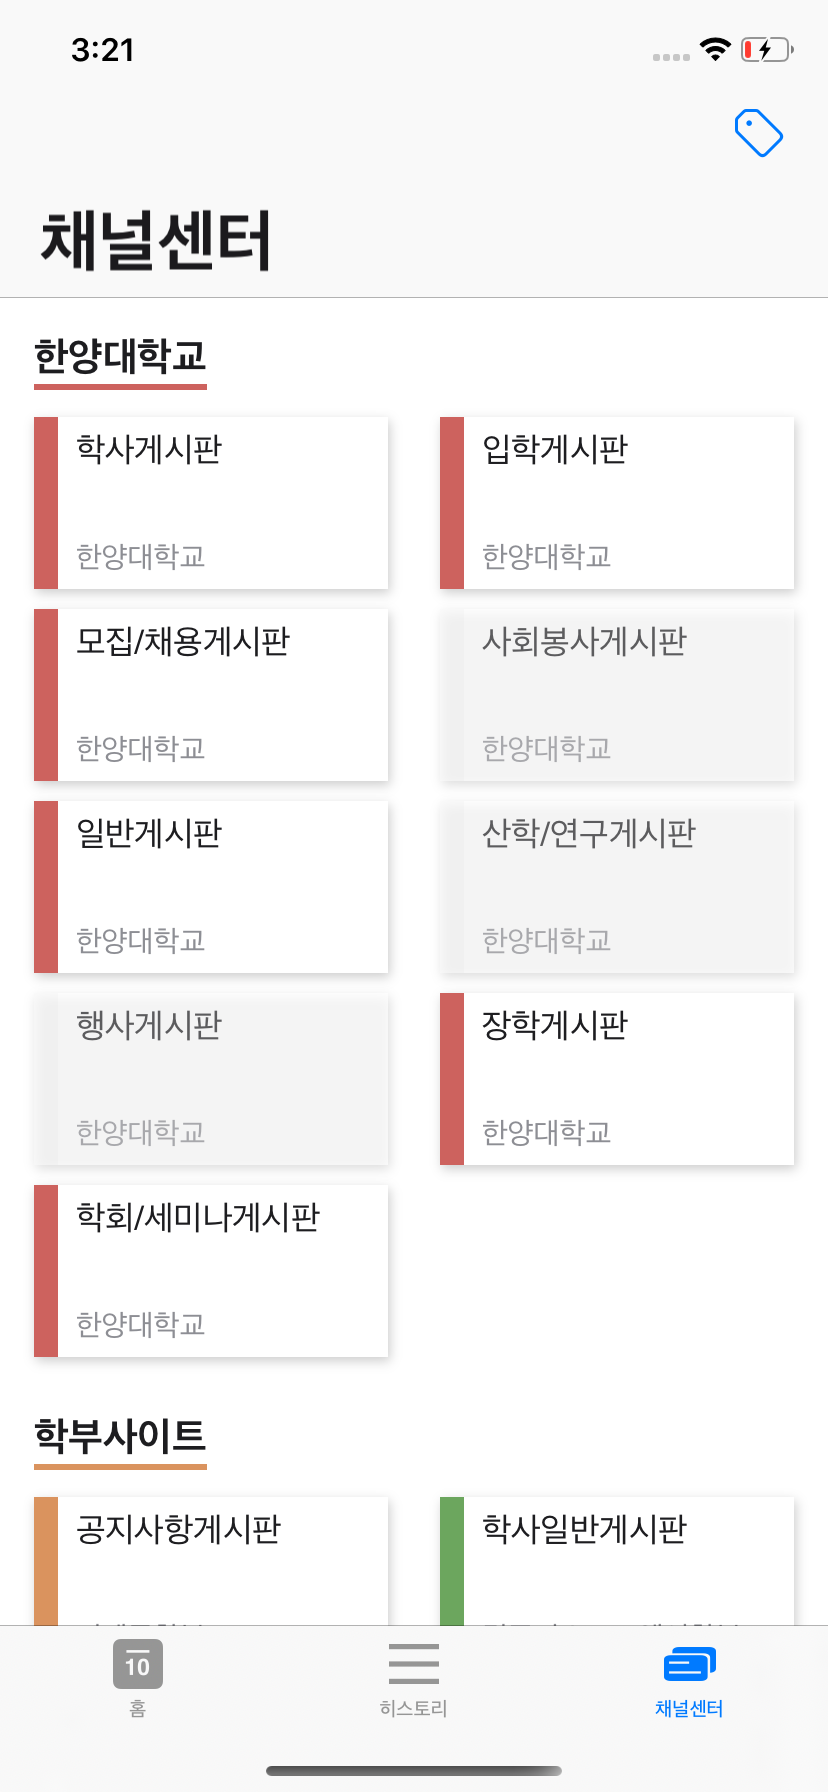 3:21
채널센터
한양대학교
학사게시판
한양대학교
입학게시판
한양대학교
모집/채용게시판
한양대학교
사회봉사게시판
한양대학교
일반게시판
한양대학교
산학/연구게시판
한양대학교
행사게시판
한양대학교
장학게시판
한양대학교
학회/세미나게시판
한양대학교
학부사이트
공지사항게시판
학사일반게시판
10
홈
히스토리
채널센터